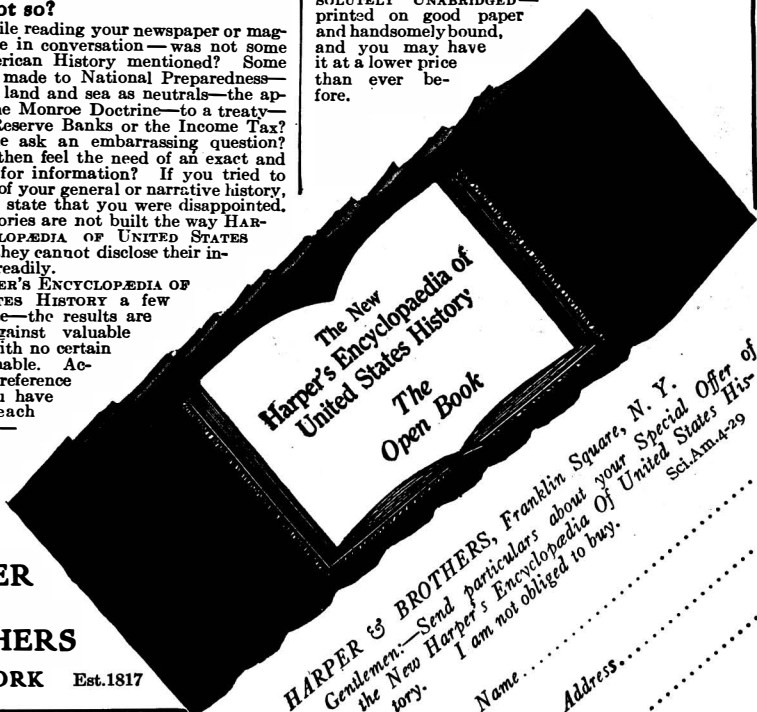 ot so?
ile reading your newspaper or mag-
e in conversation — was not some
erican History mentioned? Some
made to National Preparedness—
land and sea as neutrals—the ap-
ne Monroe Doctrine—to a treaty—
Reserve Banks or the Income Tax?
e ask an embarrassing question?
then feel the need of an exact and
for information? If you tried to
of your general or narrative history,
state that you were disappointed.
ories are not built the way HAR-
LOPÆDIA OF UNITED STATES
hey cannot disclose their in-
readily.
ER'S ENCYCLOPÆDIA OF
TES HISTORY a few
e—the results are
gainst valuable
ith no certain
nable. Ac-
reference
u have
each
—
SOLUTELY UNABRIDGED—
printed on good paper
and handsomely bound,
and you may have
it at a lower price
than ever be-
fore.
The New
Harper's Encyclopaedia of
United States History
The
Open Book
ER
HERS
ORK Est.1817
HARPER & BROTHERS, Franklin Square, N. Y.
Gentlemen:—Send particulars about your Special Offer of
the New Harper's Encyclopædia Of United States His-
tory. I am not obliged to buy. Sci.Am.4-29
Name
Address